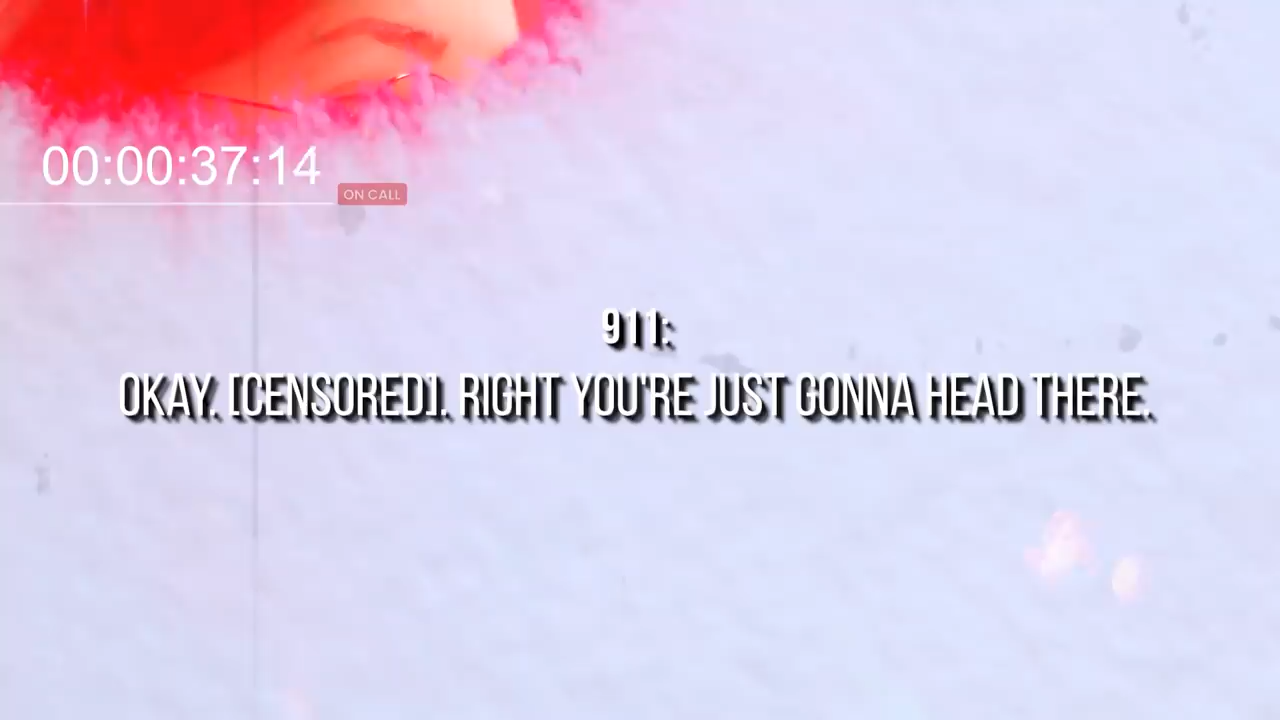 00:00:37:14
ON CALL
911:
OKAY. [CENSORED]. RIGHT YOU'RE JUST GONNA HEAD THERE.